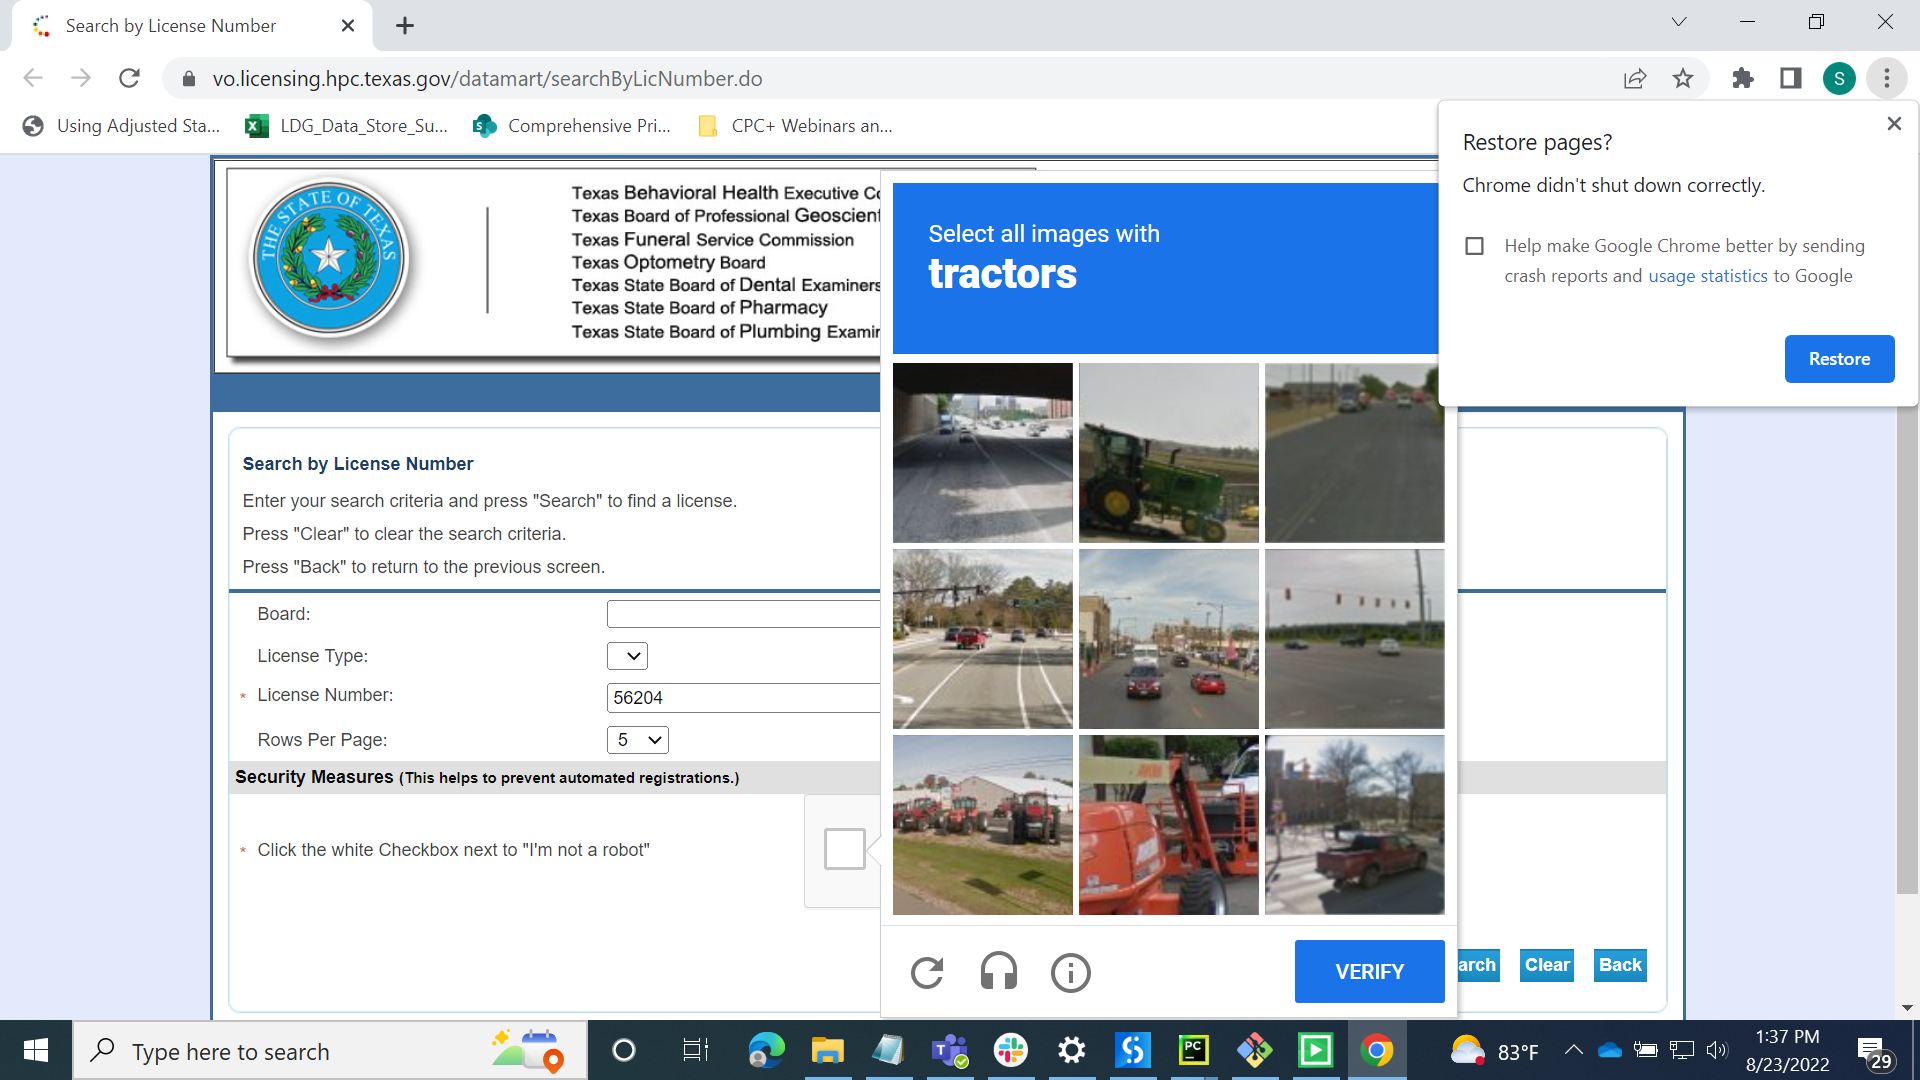 Search by License Number
vo.licensing.hpc.texas.gov/datamart/searchByLicNumber.do
S
Using Adjusted Sta...
LDG_Data_Store_Su...
Comprehensive Pri...
CPC+ Webinars an...
Restore pages?
Chrome didn't shut down correctly.
Help make Google Chrome better by sending
crash reports and usage statistics to Google
Restore
THE STATE OF TEXAS
Texas Behavioral Health Executive Co
Texas Board of Professional Geoscient
Texas Funeral Service Commission
Texas Optometry Board
Texas State Board of Dental Examiners
Texas State Board of Pharmacy
Texas State Board of Plumbing Examin
Select all images with
tractors
Search by License Number
Enter your search criteria and press "Search" to find a license.
Press "Clear" to clear the search criteria.
Press "Back" to return to the previous screen.
Board:
License Type:
* License Number:
56204
Rows Per Page:
5
Security Measures (This helps to prevent automated registrations.)
* Click the white Checkbox next to "I'm not a robot"
VERIFY
arch
Clear
Back
Type here to search
PC
83°F
1:37 PM
8/23/2022
29